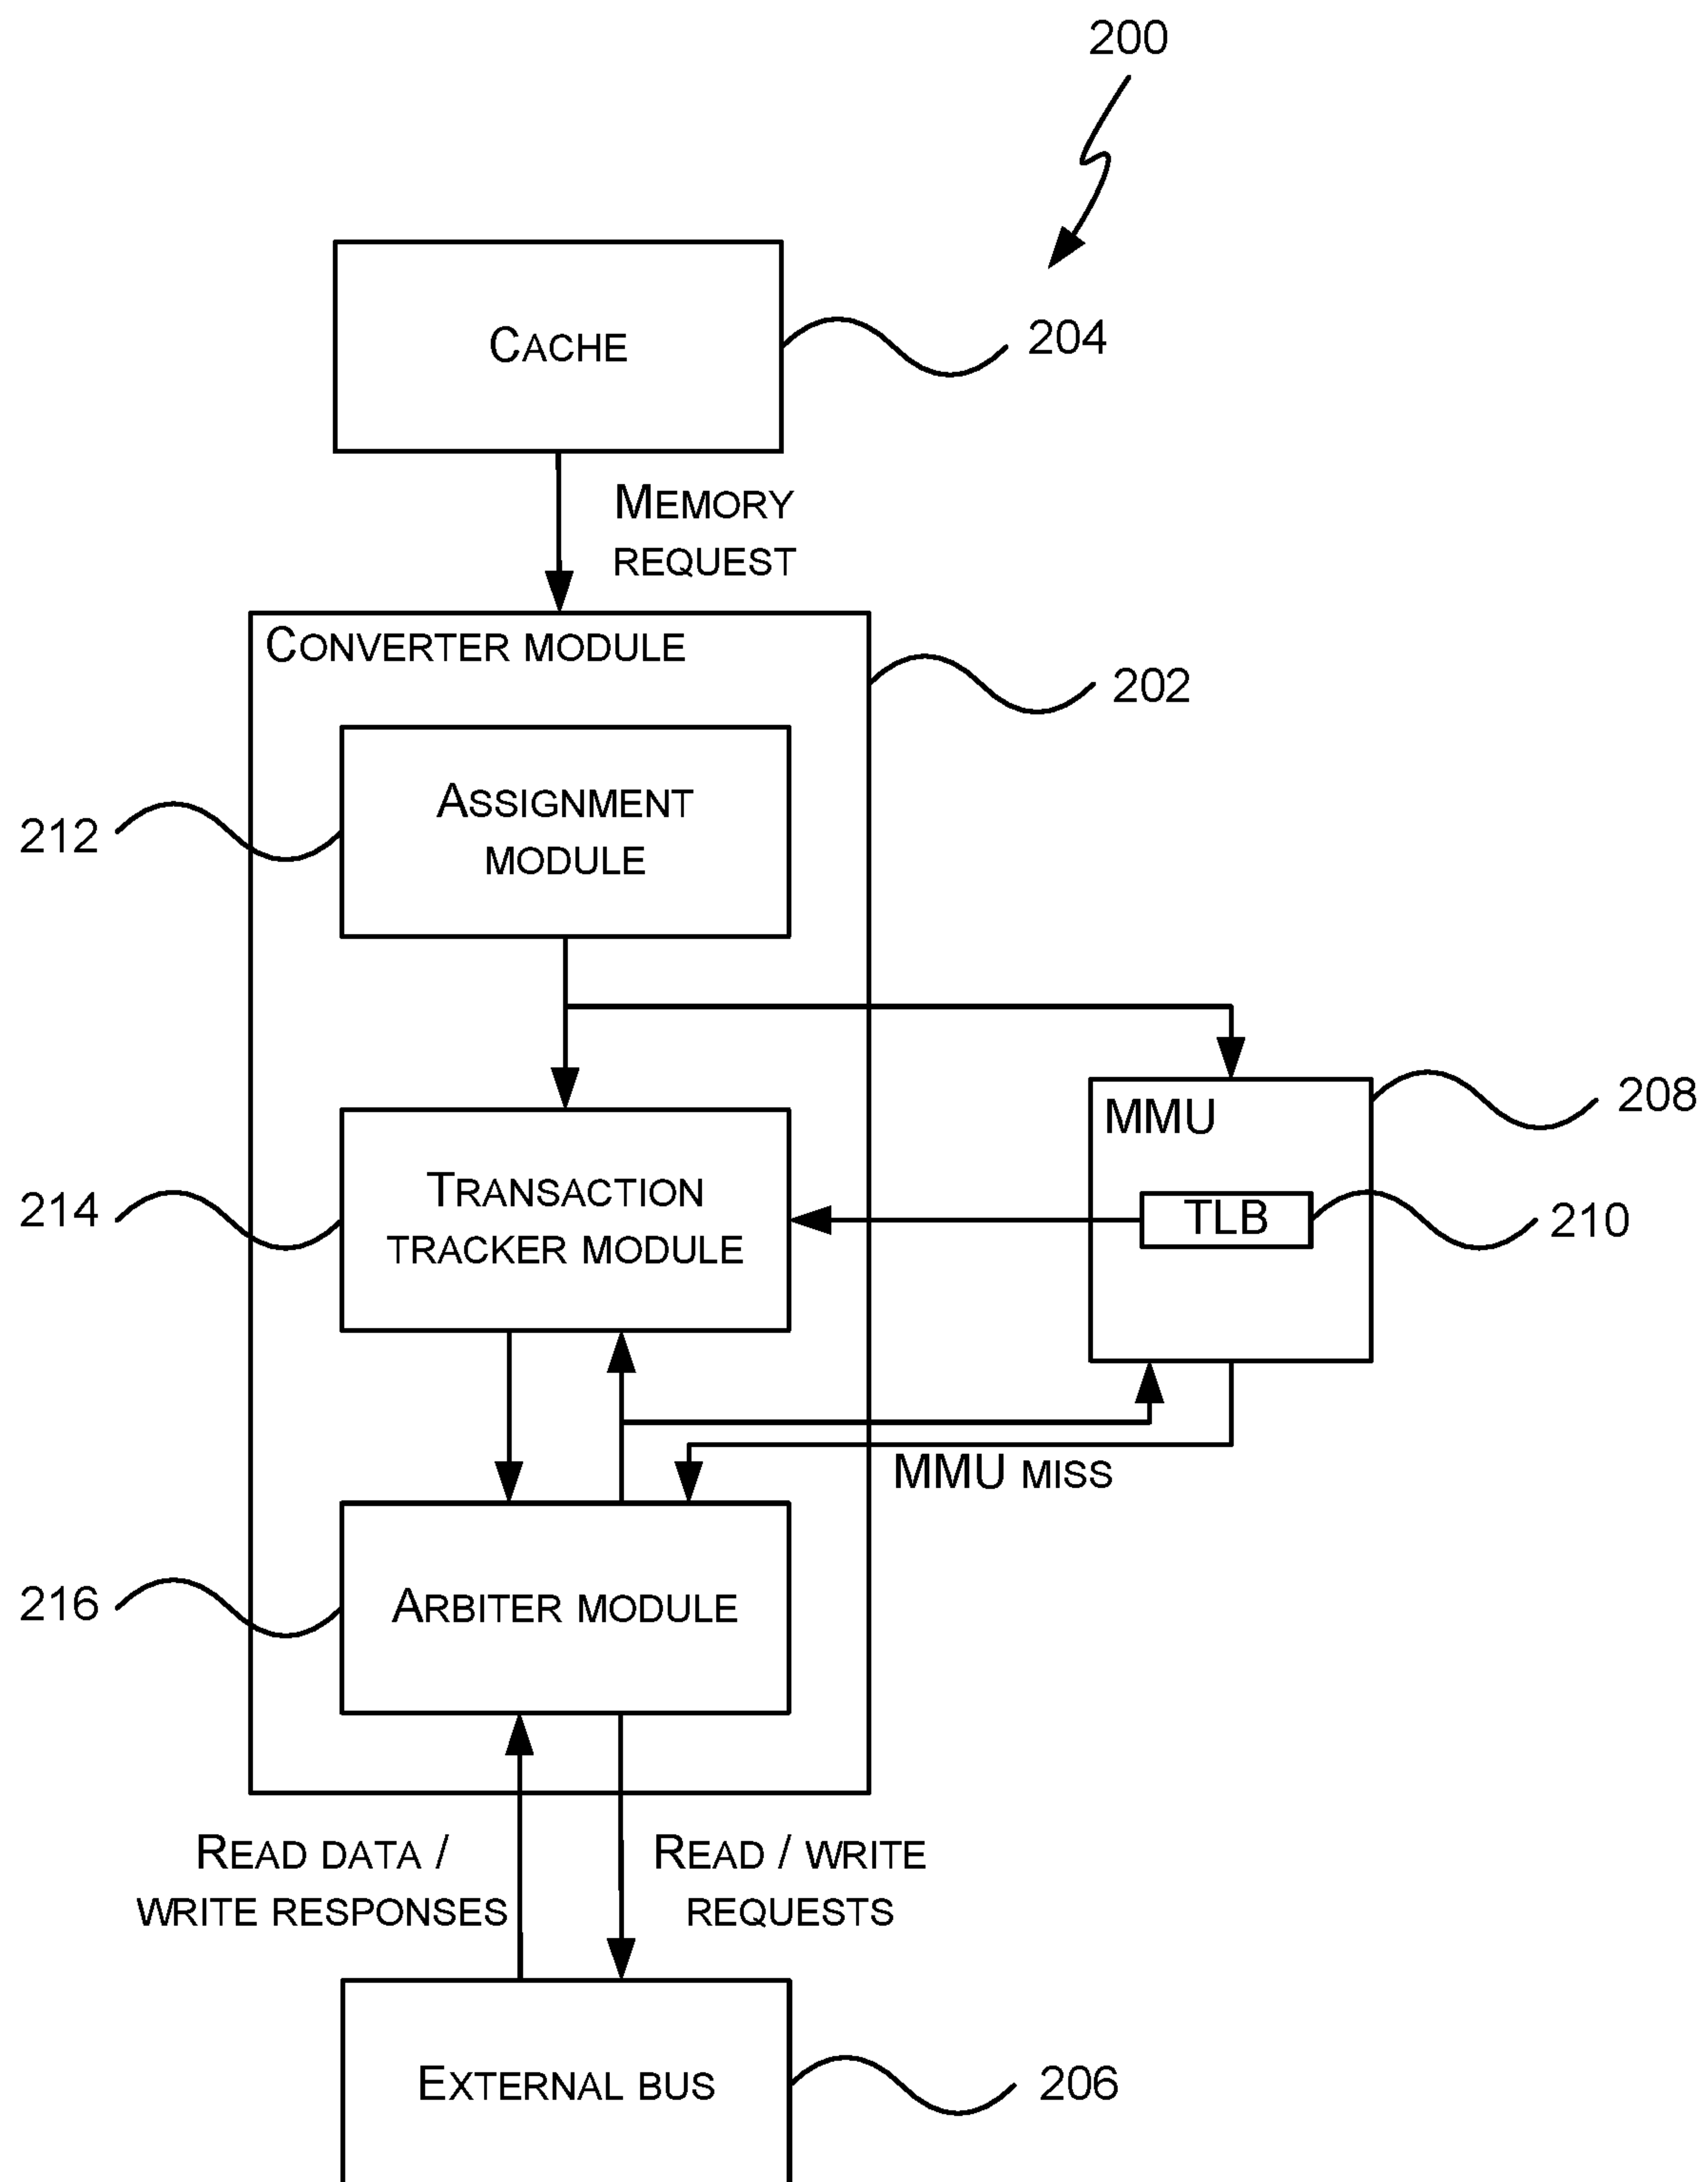 200
CACHE
204
MEMORY
REQUEST
CONVERTER MODULE
202
ASSIGNMENT
MODULE
212
MMU
208
TRANSACTION
TRACKER MODULE
214
TLB
210
MMU MISS
ARBITER MODULE
216
READ DATA /
WRITE RESPONSES
READ / WRITE
REQUESTS
EXTERNAL BUS
206